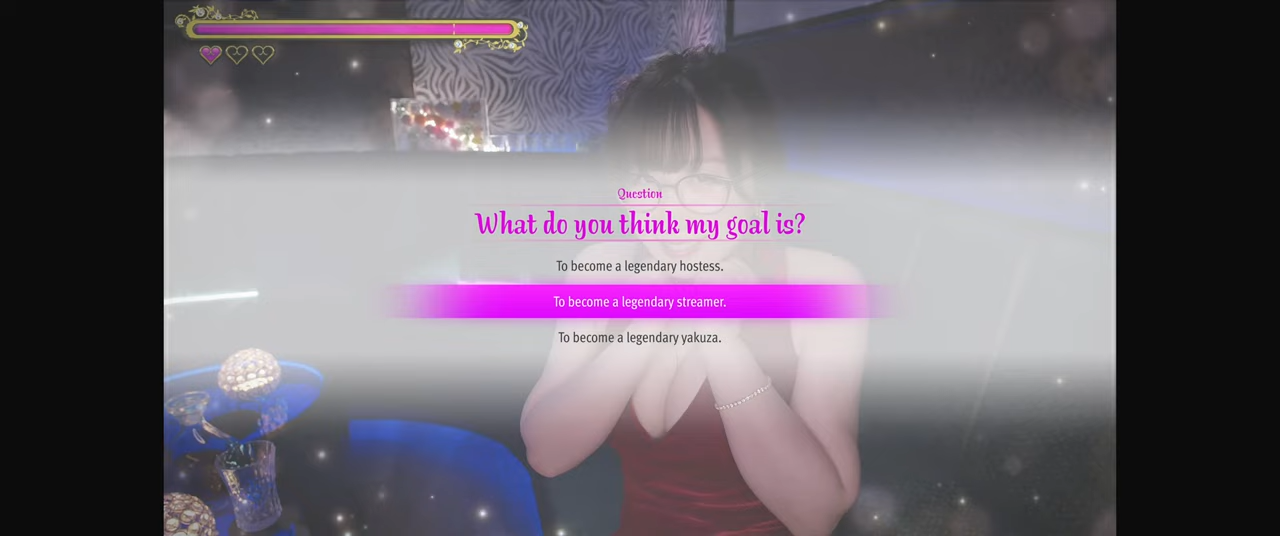 Question
What do you think my goal is?
To become a legendary hostess.
To become a legendary streamer.
To become a legendary yakuza.